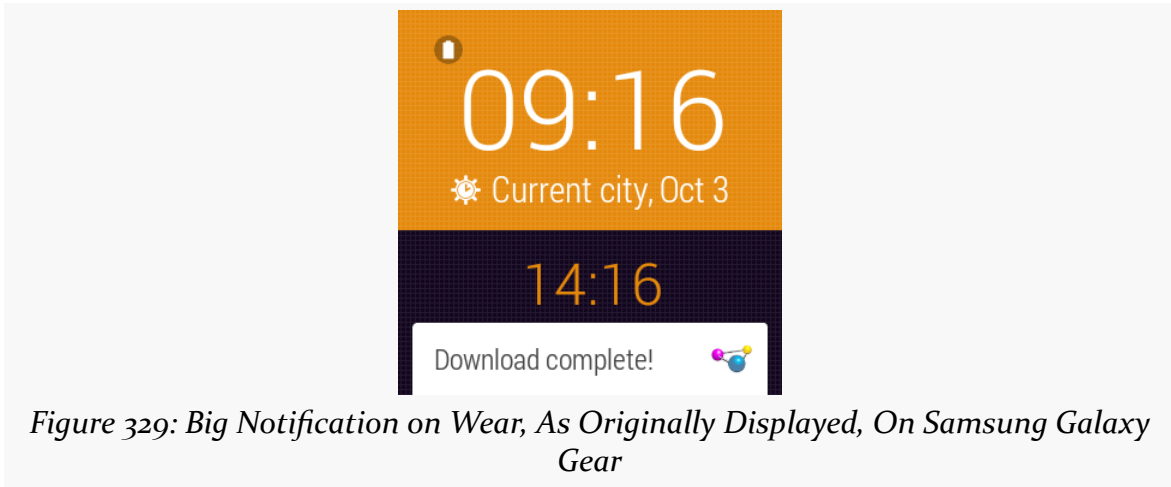 09:16
Current city, Oct 3
14:16
Download complete!
Figure 329: Big Notification on Wear, As Originally Displayed, On Samsung Galaxy
Gear